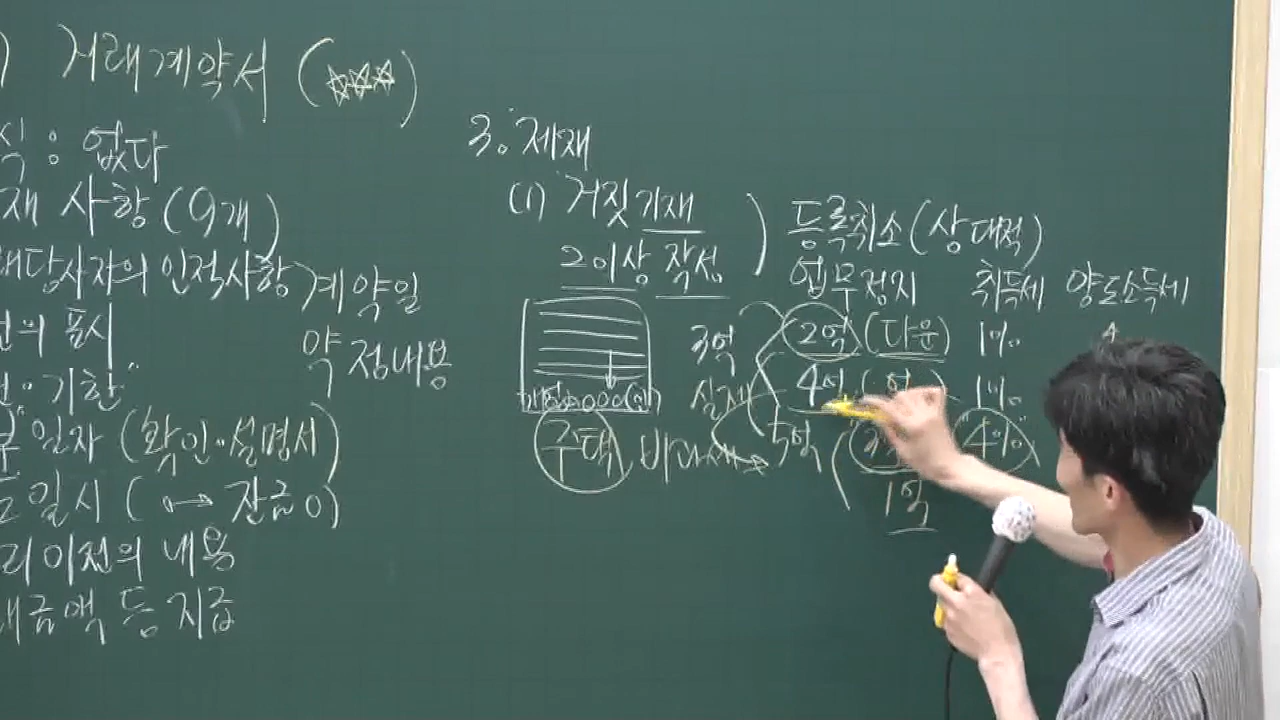 ) 거래계약서 (☆☆☆)
식 : 없다
재 사항 (9개)
래당사자의 인적사항
의 표시
계약일
기한
약정내용
일자 (확인·설명서)
도일시 ( ↔ 잔금 0)
리이전의 내용
래금액 등 지급
3. 제재
(1) 거짓기재
2이상 작성
등록취소(상대적)
업무정지
취득세 양도소득세
3억 2억 (다운) 1%
실제 4억 1%
주택 5억 4%
1억